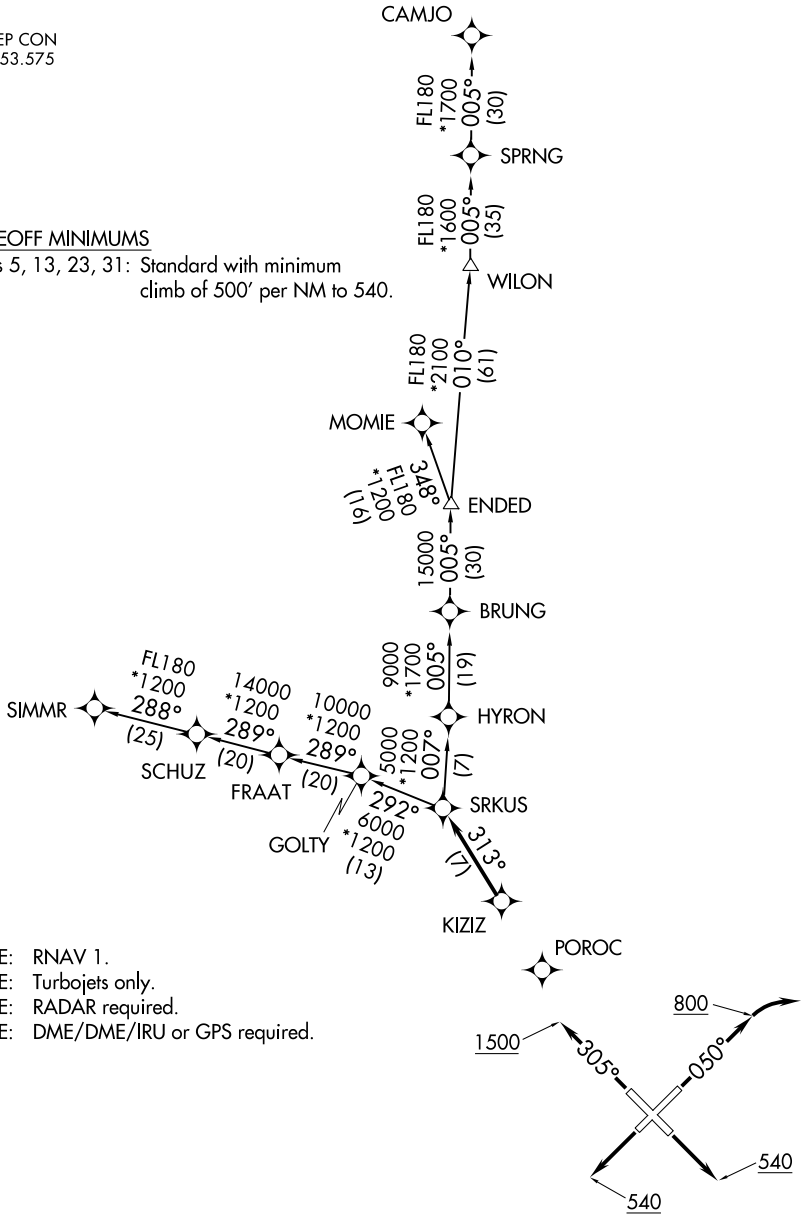 CAMJO
EP CON
53.575
FL180
*1700
005°
(30)
SPRNG
EOFF MINIMUMS
s 5, 13, 23, 31: Standard with minimum
climb of 500' per NM to 540.
FL180
*1600
005°
(35)
WILON
FL180
*2100
010°
(61)
MOMIE
348°
FL180
*1200
(16)
ENDED
15000
005°
(30)
BRUNG
9000
*1700
005°
(19)
HYRON
FL180
*1200
288°
(25)
SIMMR
SCHUZ
14000
*1200
289°
(20)
FRAAT
10000
*1200
289°
(20)
GOLTY
5000
*1200
007°
(7)
SRKUS
292°
6000
*1200
(13)
313°
(7)
KIZIZ
POROC
E: RNAV 1.
E: Turbojets only.
E: RADAR required.
E: DME/DME/IRU or GPS required.
1500
305°
800
050°
540
540